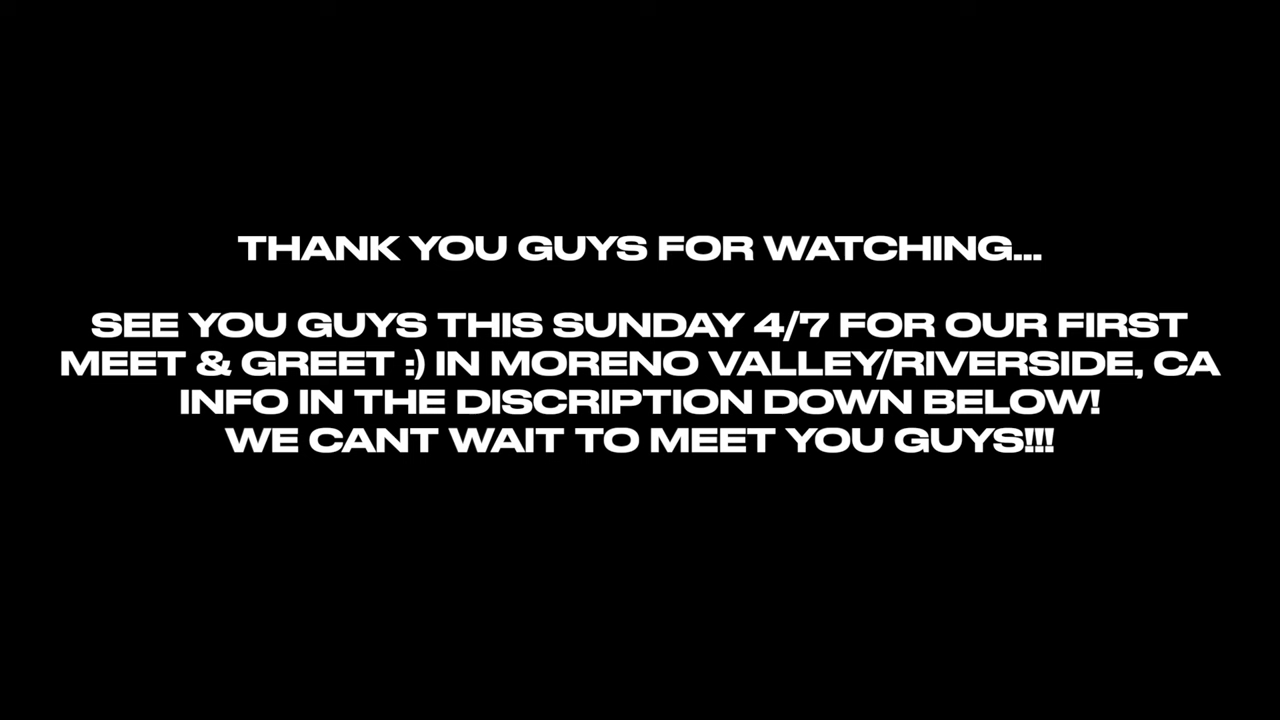 THANK YOU GUYS FOR WATCHING...
SEE YOU GUYS THIS SUNDAY 4/7 FOR OUR FIRST
MEET & GREET :) IN MORENO VALLEY/RIVERSIDE, CA
INFO IN THE DISCRIPTION DOWN BELOW!
WE CANT WAIT TO MEET YOU GUYS!!!